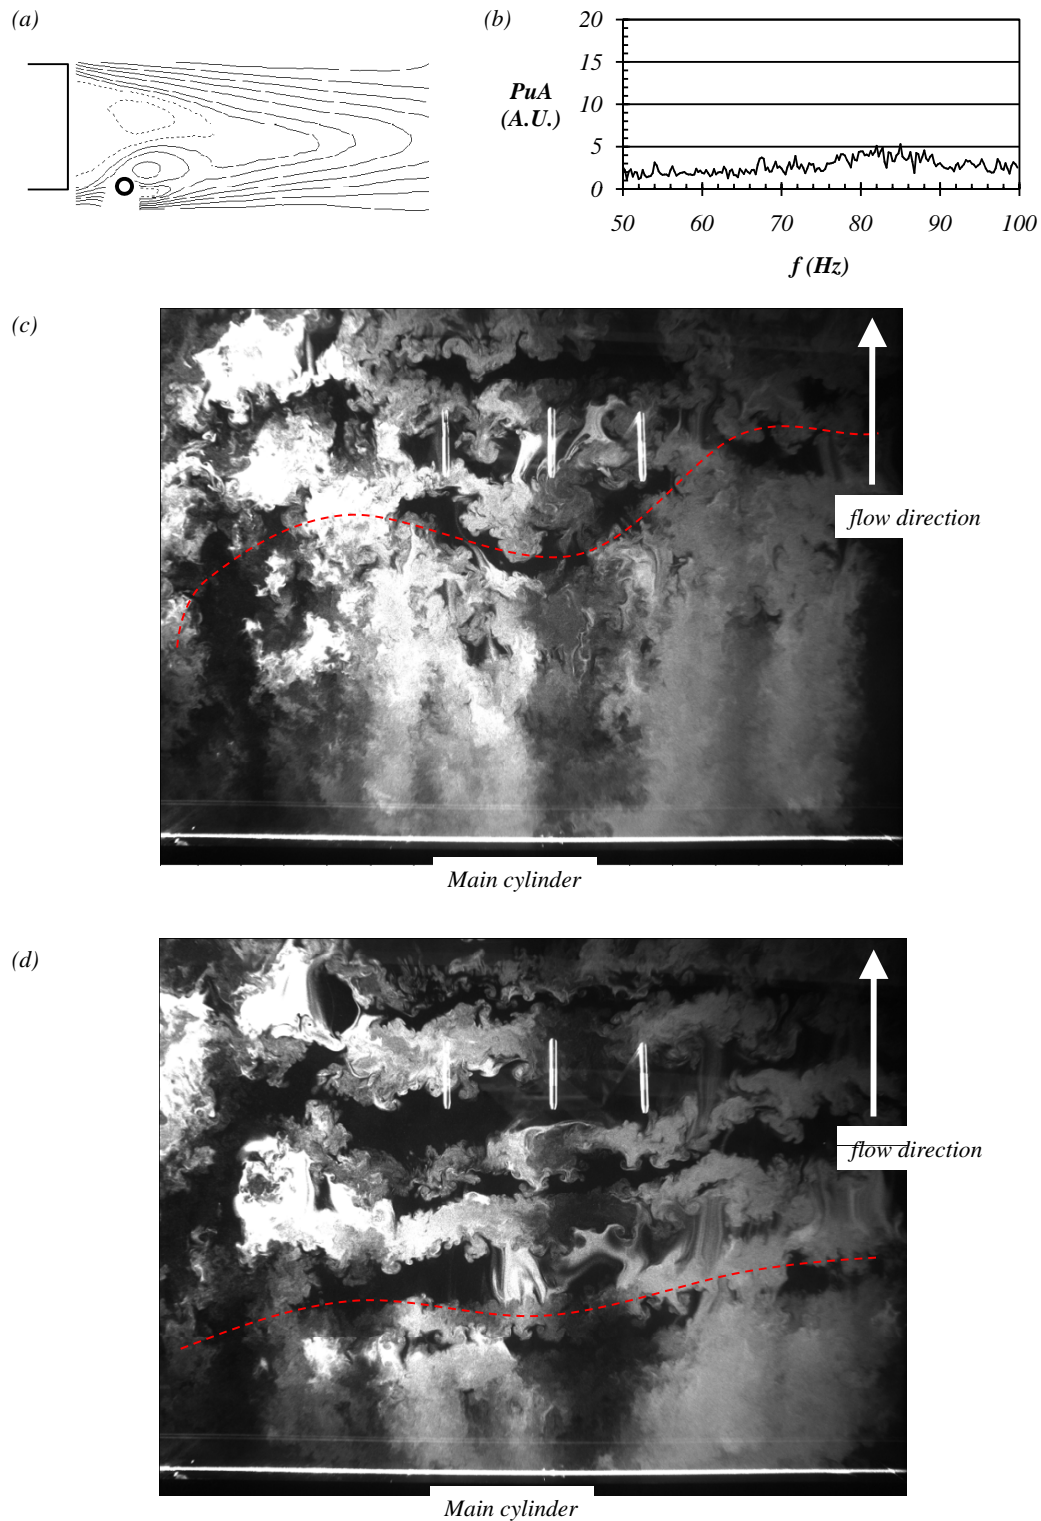 (a)
(b)
20
15
10
5
0
PuA
(A.U.)
50 60 70 80 90 100
f (Hz)
(c)
flow direction
Main cylinder
(d)
flow direction
Main cylinder